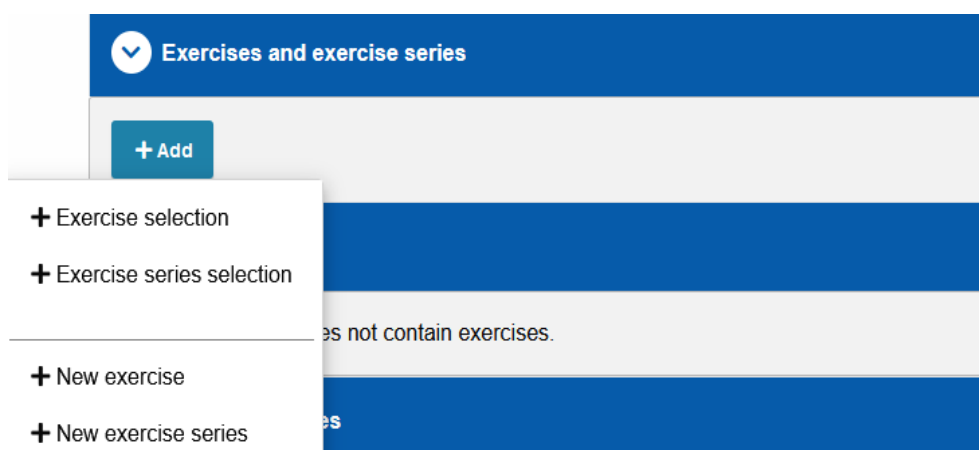 Exercises and exercise series
+ Add
+ Exercise selection
+ Exercise series selection
es not contain exercises.
+ New exercise
es
+ New exercise series